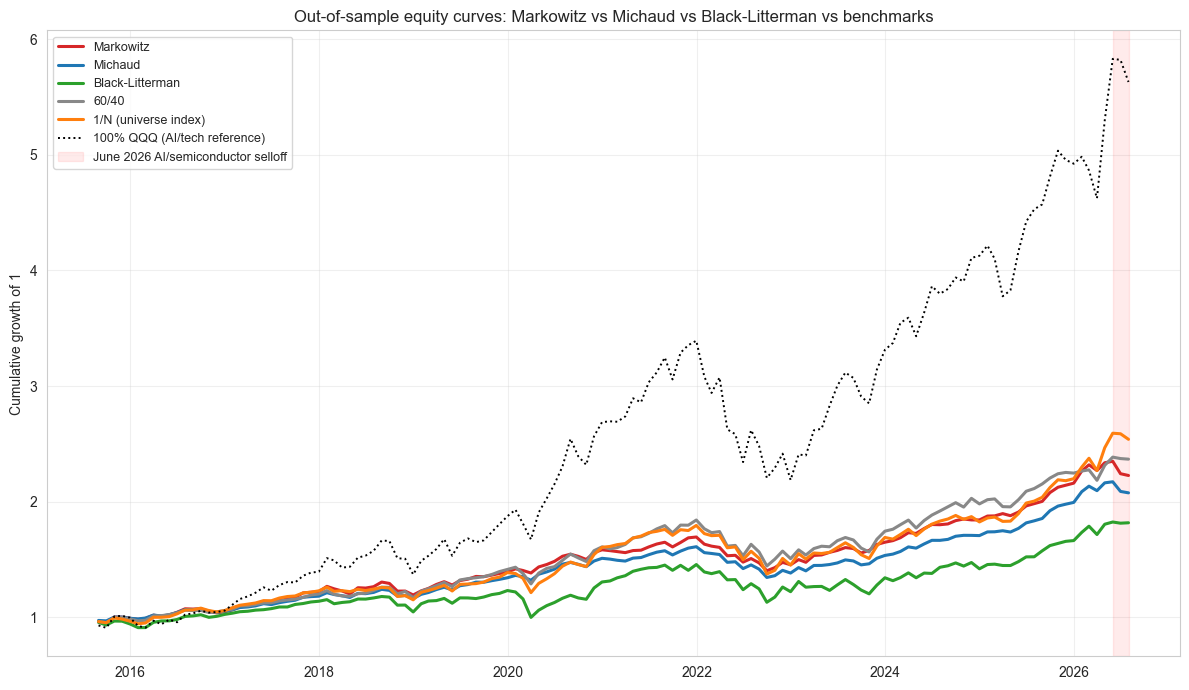 Out-of-sample equity curves: Markowitz vs Michaud vs Black-Litterman vs benchmarks
Markowitz
Michaud
Black-Litterman
60/40
1/N (universe index)
100% QQQ (AI/tech reference)
June 2026 AI/semiconductor selloff
Cumulative growth of 1
6
5
4
3
2
1
2016 2018 2020 2022 2024 2026